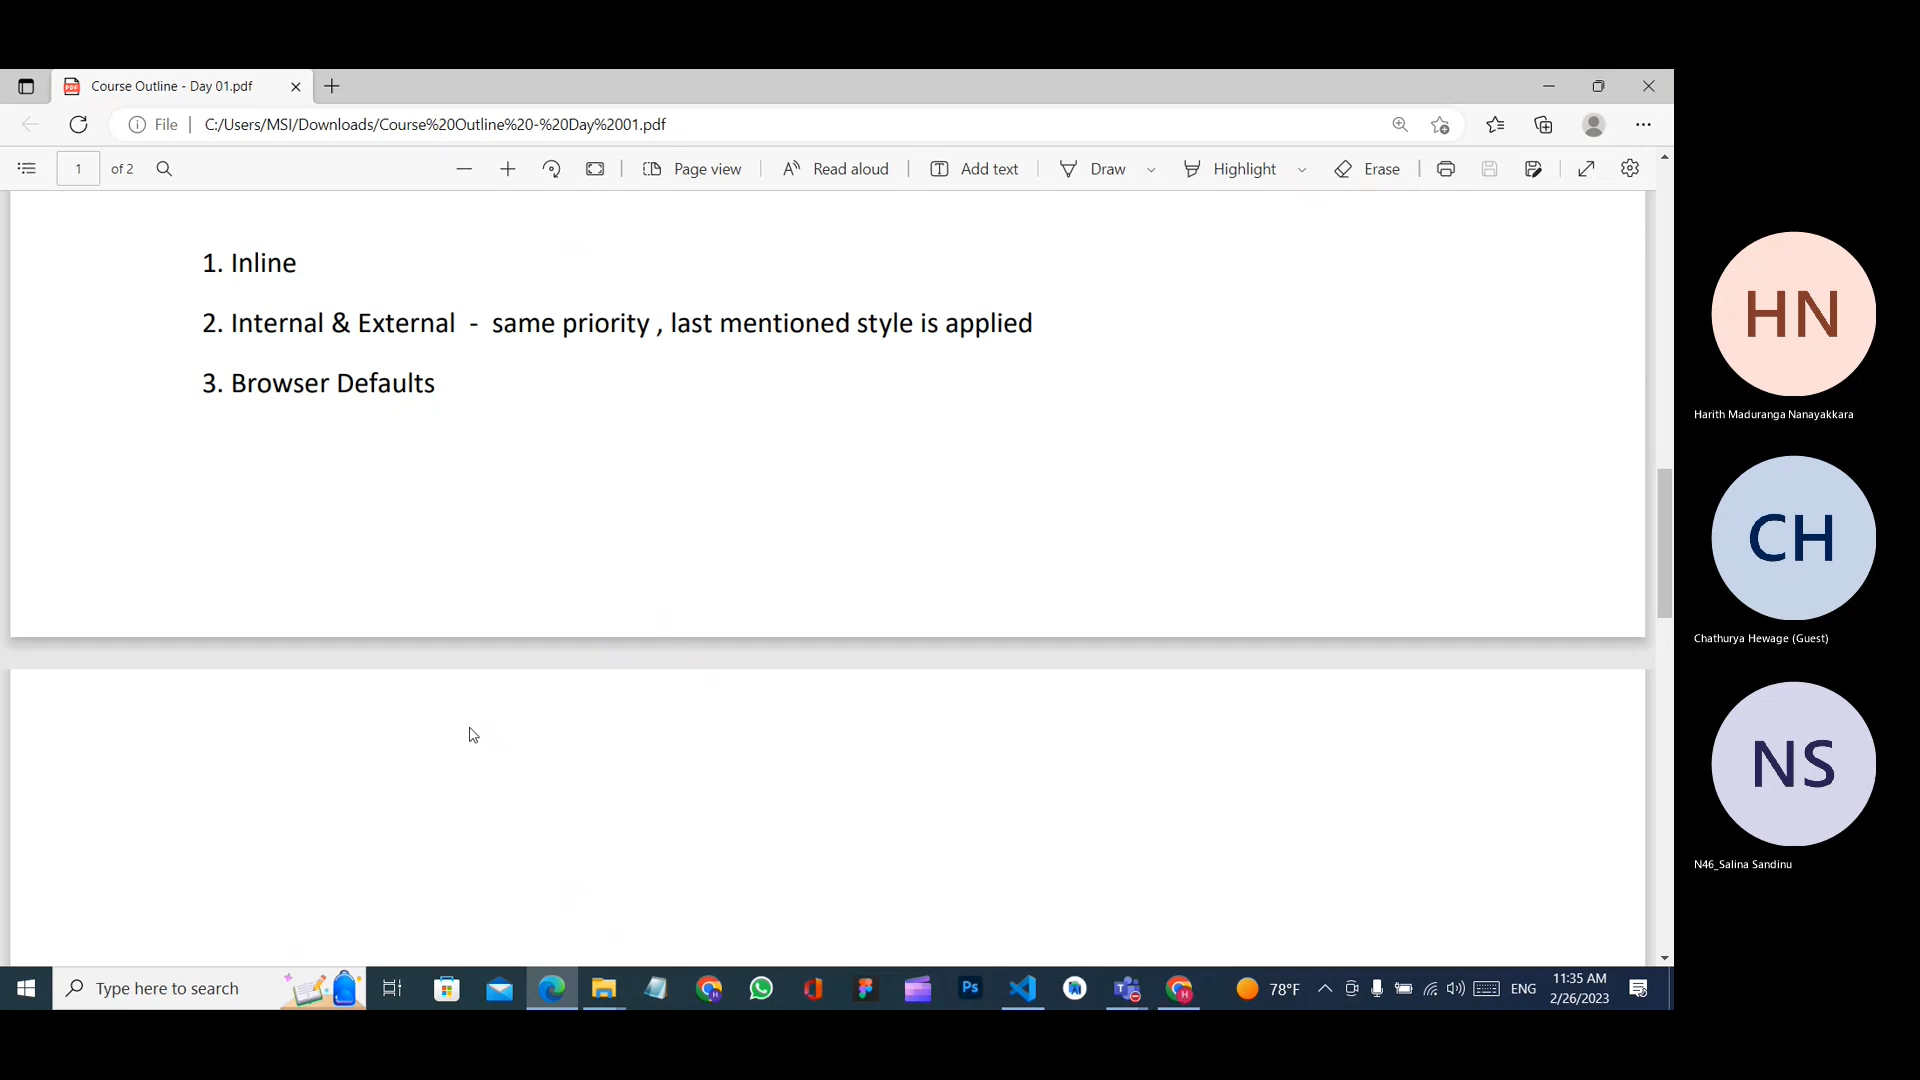 Course Outline - Day 01.pdf
File
C:/Users/MSI/Downloads/Course%20Outline%20-%20Day%2001.pdf
1 of 2
Page view
Read aloud
Add text
Draw
Highlight
Erase
1. Inline
2. Internal & External - same priority , last mentioned style is applied
3. Browser Defaults
HN
Harith Maduranga Nanayakkara
CH
Chathurya Hewage (Guest)
NS
N46_Salina Sandinu
Type here to search
Ps
78°F
ENG
11:35 AM
2/26/2023